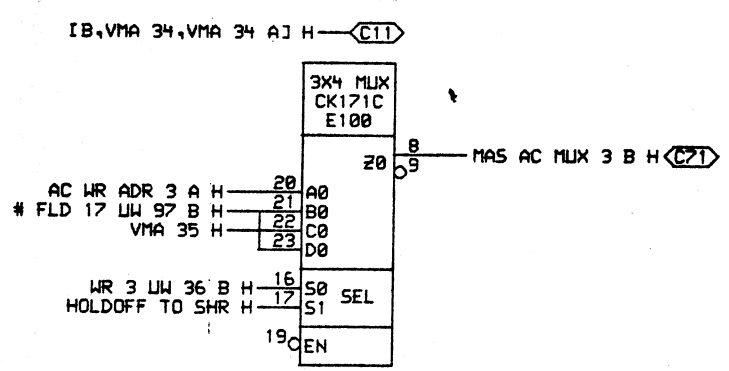 [B,VMA 34,VMA 34 A] H C11
3X4 MUX
CK171C
E100
Z0 8 MAS AC MUX 3 B H C71
9
AC WR ADR 3 A H 20 A0
# FLD 17 UW 97 B H 21 B0
VMA 35 H 22 C0
23 D0
WR 3 UW 36 B H 16 S0
SEL
HOLDOFF TO SHR H 17 S1
19 EN